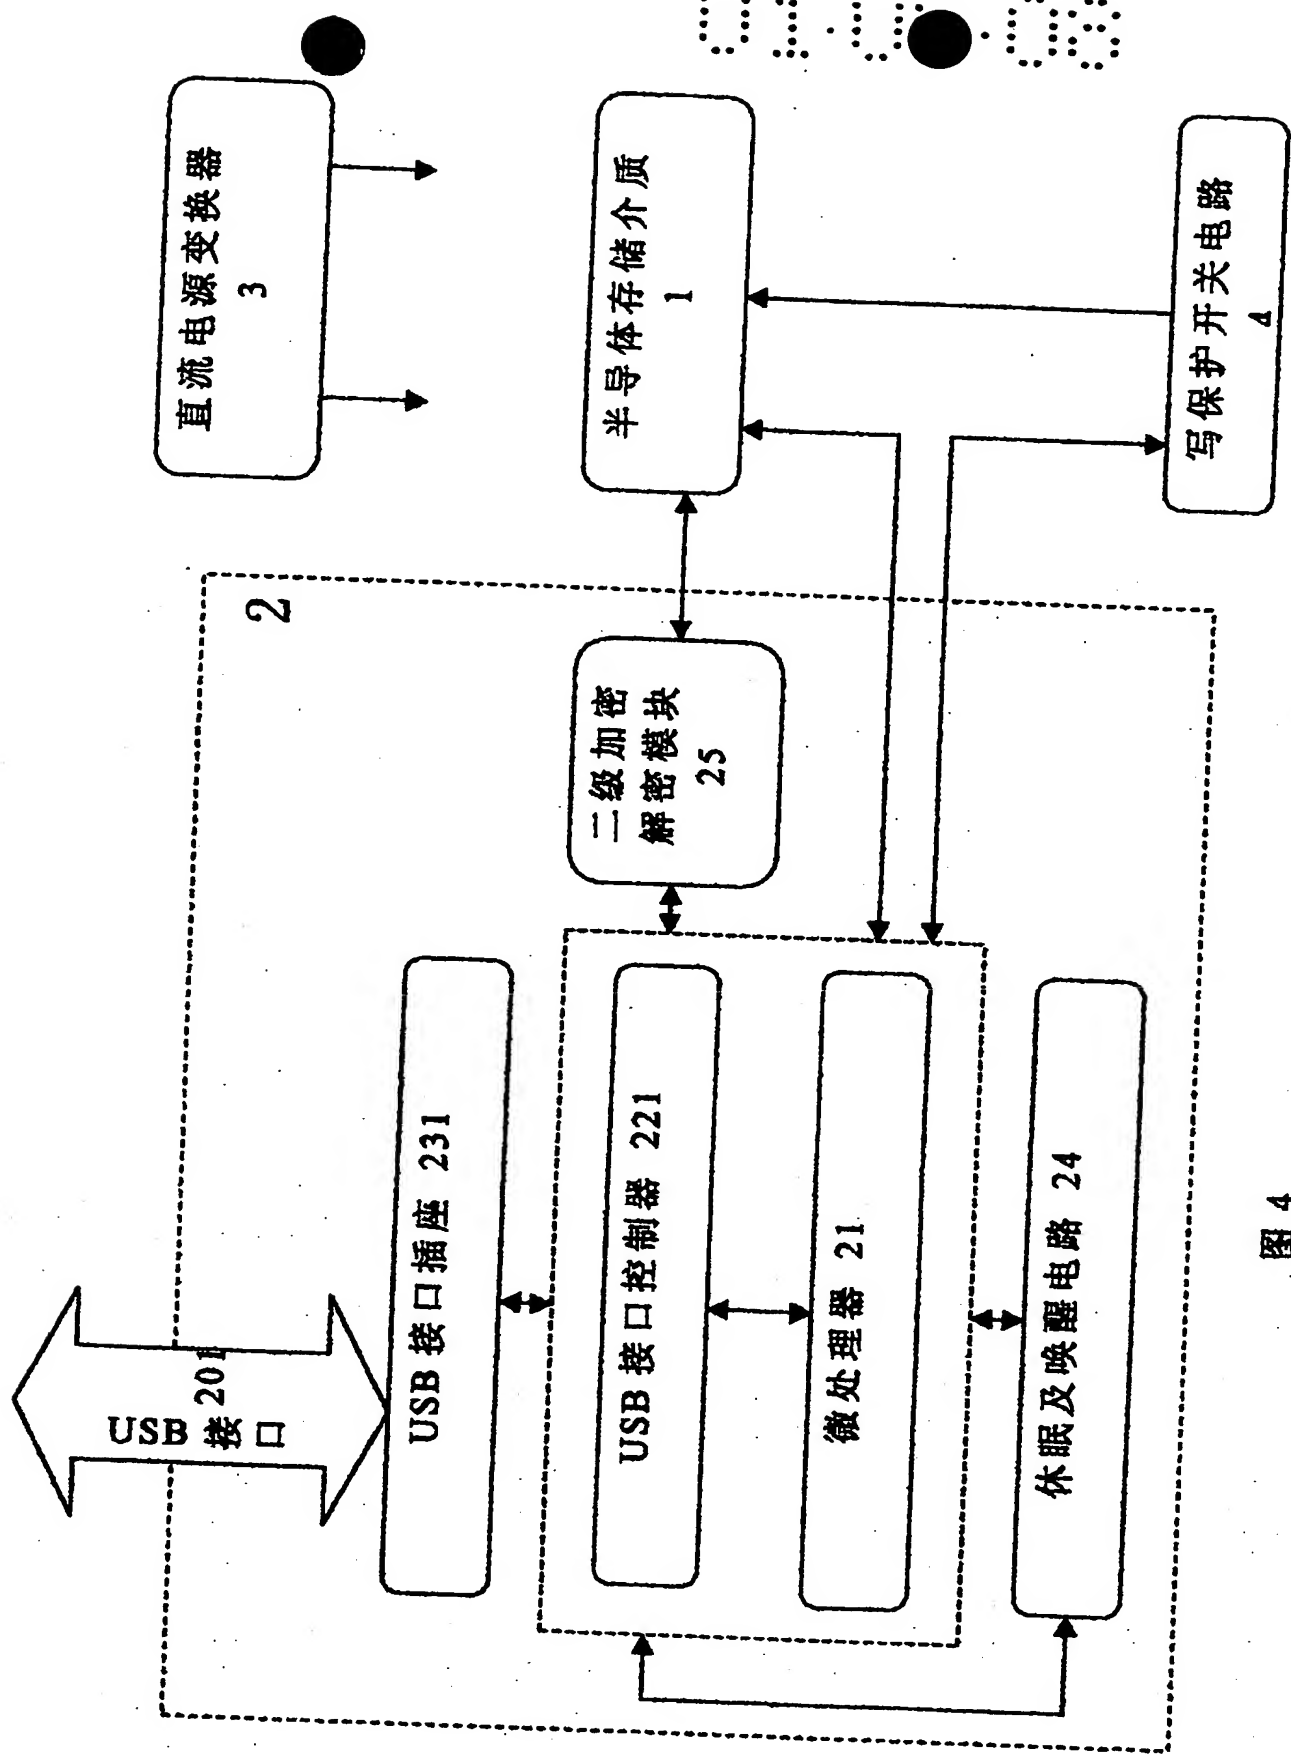 USB 接口
201
2
直流电源变换器
3
USB 接口插座 231
二级加密
解密模块
25
半导体存储介质
1
USB 接口控制器 221
微处理器 21
休眠及唤醒电路 24
写保护开关电路
4
图 4